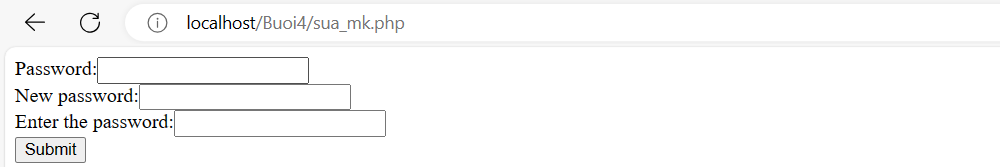 localhost/Buoi4/sua_mk.php
Password:
New password:
Enter the password:
Submit